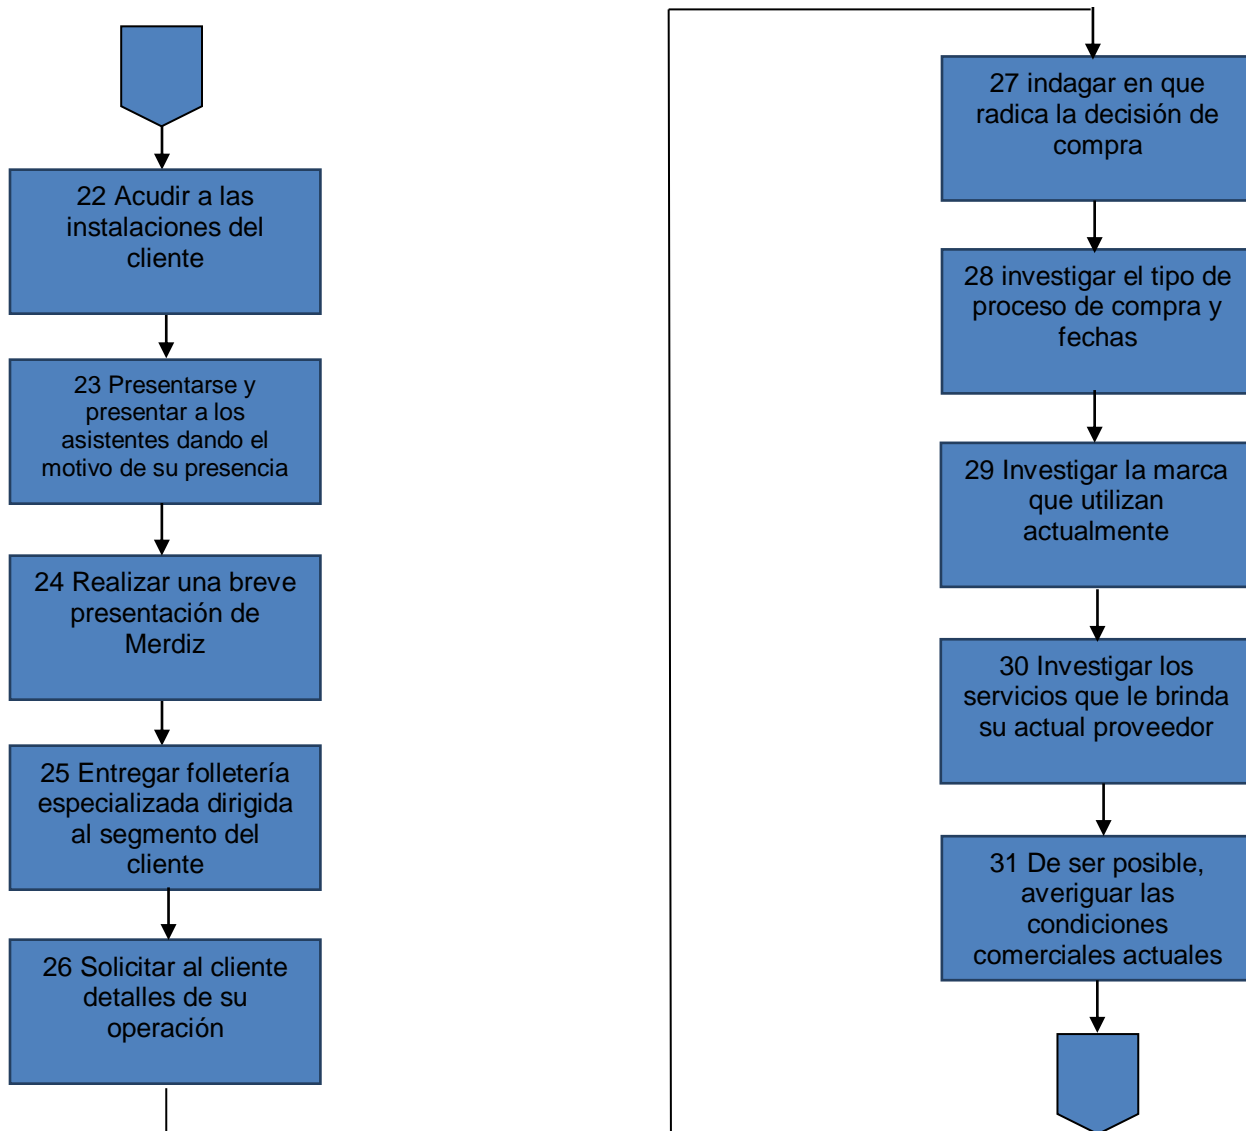 22 Acudir a las
instalaciones del
cliente
23 Presentarse y
presentar a los
asistentes dando el
motivo de su presencia
24 Realizar una breve
presentación de
Merdiz
25 Entregar folletería
especializada dirigida
al segmento del
cliente
26 Solicitar al cliente
detalles de su
operación
27 indagar en que
radica la decisión de
compra
28 investigar el tipo de
proceso de compra y
fechas
29 Investigar la marca
que utilizan
actualmente
30 Investigar los
servicios que le brinda
su actual proveedor
31 De ser posible,
averiguar las
condiciones
comerciales actuales